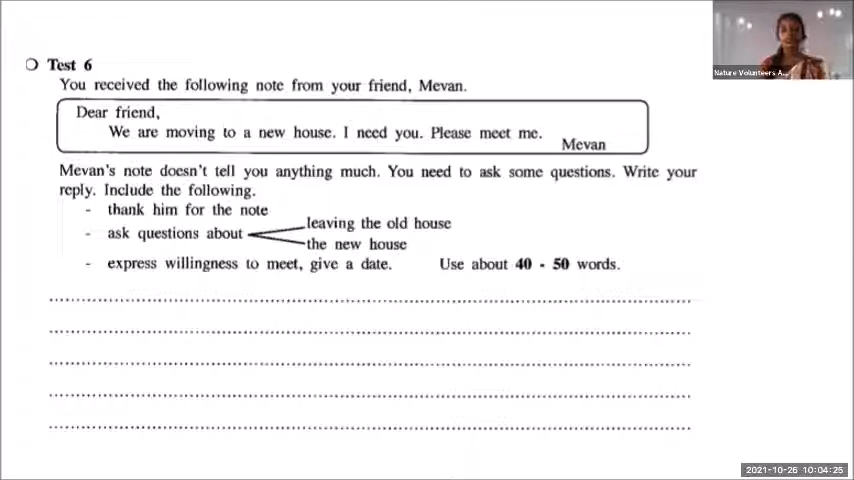 Test 6
You received the following note from your friend, Mevan.
Dear friend,
We are moving to a new house. I need you. Please meet me.
Mevan
Mevan's note doesn't tell you anything much. You need to ask some questions. Write your
reply. Include the following.
- thank him for the note
- ask questions about
leaving the old house
the new house
- express willingness to meet, give a date. Use about 40 - 50 words.
Nature Volunteers A...
2021-10-26 10:04:25